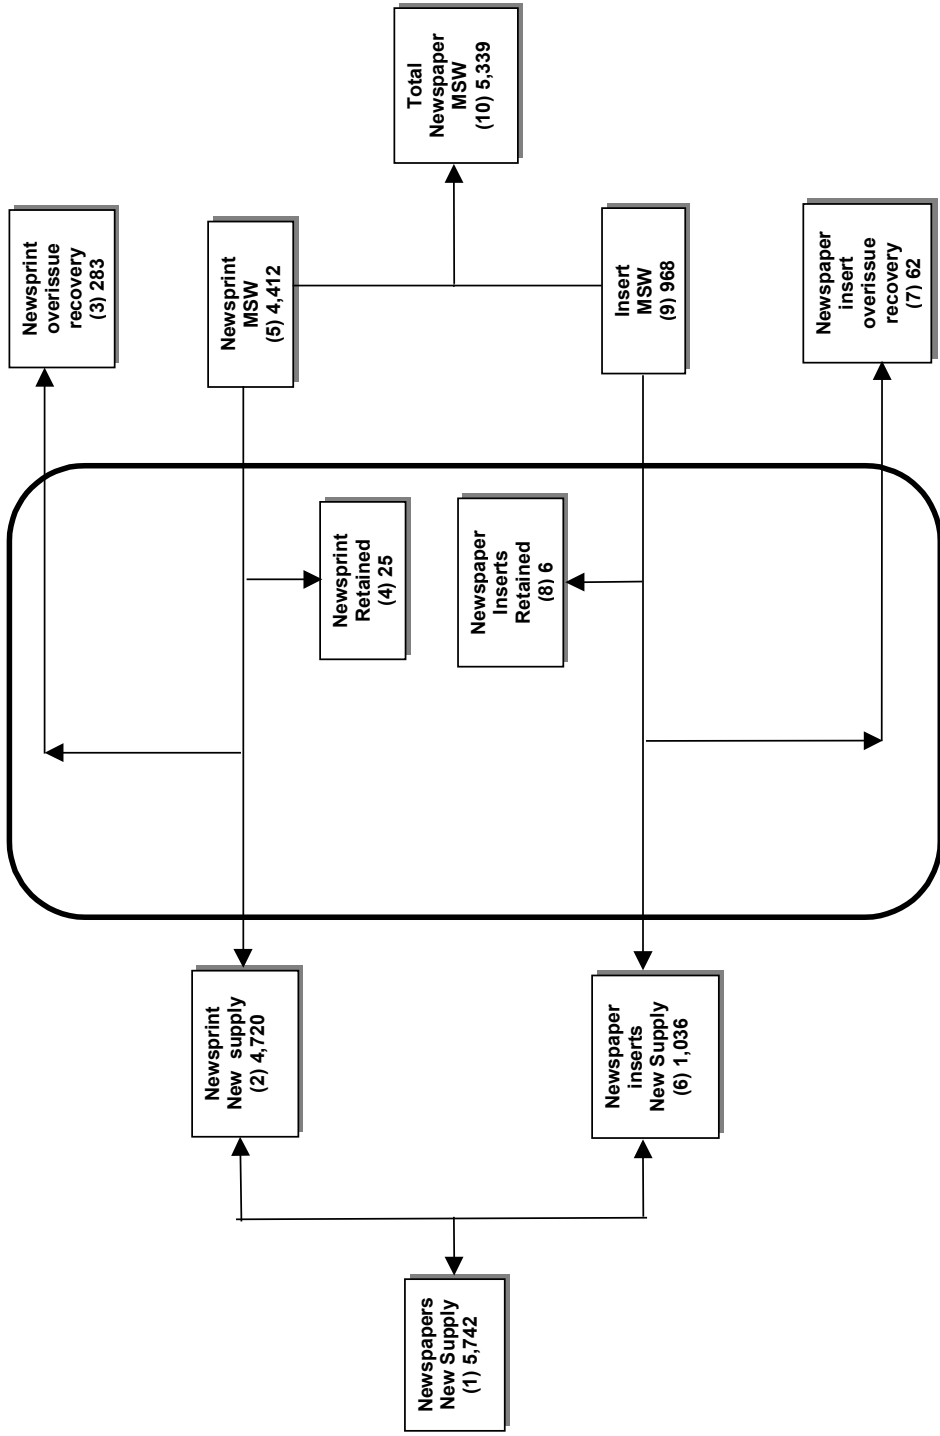 Newspapers
New Supply
(1) 5,742
Newsprint
New supply
(2) 4,720
Newspaper
inserts
New Supply
(6) 1,036
Newsprint
Retained
(4) 25
Newspaper
Inserts
Retained
(8) 6
Newsprint
overissue
recovery
(3) 283
Newsprint
MSW
(5) 4,412
Insert
MSW
(9) 968
Newspaper
insert
overissue
recovery
(7) 62
Total
Newspaper
MSW
(10) 5,339